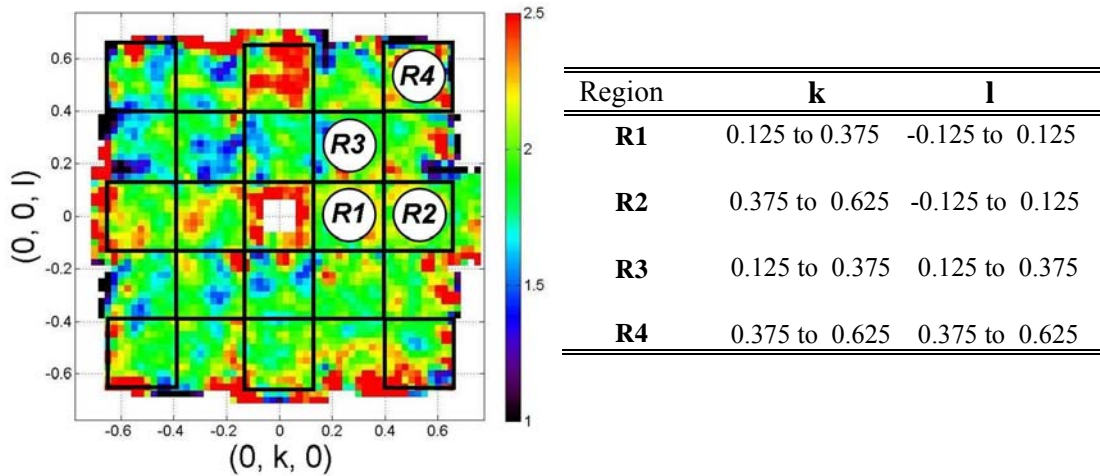 (0, 0, l)
0.6
0.4
0.2
0
-0.2
-0.4
-0.6
R4
R3
R1 R2
-0.6 -0.4 -0.2 0 0.2 0.4 0.6
(0, k, 0)
2.5
2
1.5
1
Region k l
R1 0.125 to 0.375 -0.125 to 0.125
R2 0.375 to 0.625 -0.125 to 0.125
R3 0.125 to 0.375 0.125 to 0.375
R4 0.375 to 0.625 0.375 to 0.625